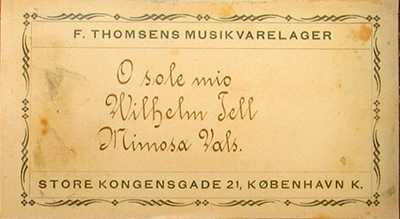 F. THOMSENS MUSIKVARELAGER
O sole mio
Wilhelm Tell
Mimosa Vals.
STORE KONGENSGADE 21, KØBENHAVN K.